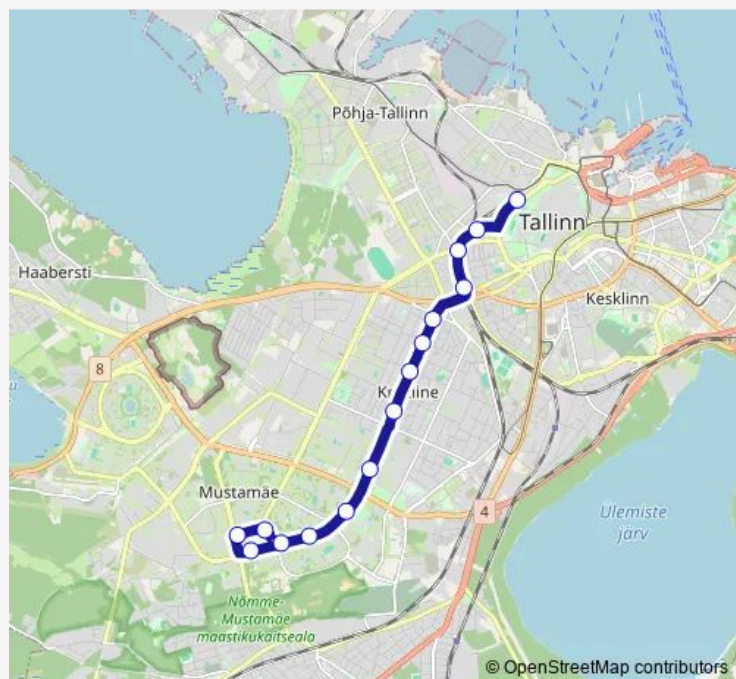 Põhja-Tallinn
Tallinn
Haabersti
Kesklinn
8
Mustamäe
4
Ülemiste
järv
Nõmme-
Mustamäe
maastikukaitseala
© OpenStreetMap contributors